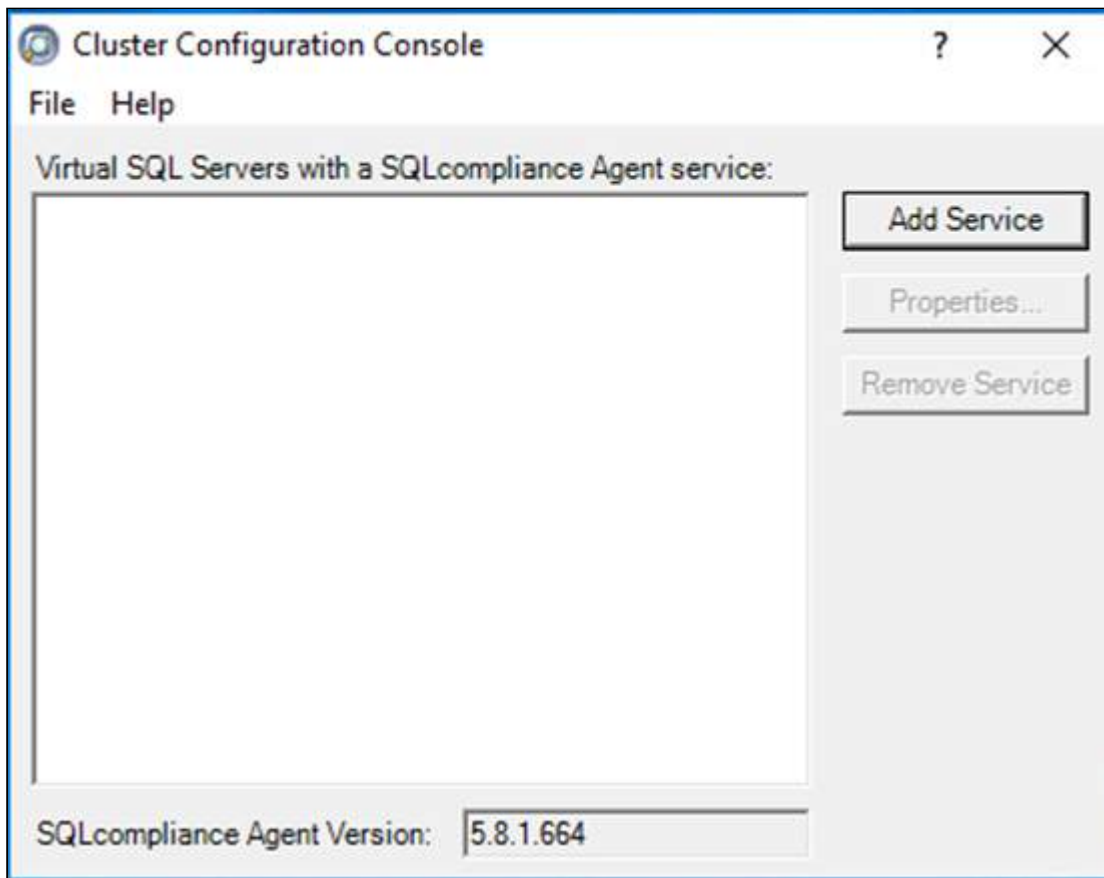 Cluster Configuration Console
File Help
Virtual SQL Servers with a SQLcompliance Agent service:
Add Service
Properties...
Remove Service
SQLcompliance Agent Version: 5.8.1.664